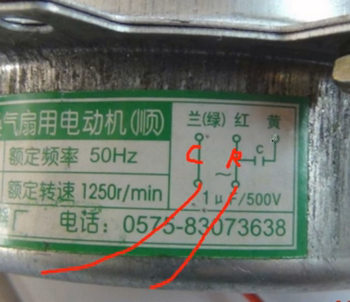 气扇用电动机(顺)
兰(绿) 红 黄
C R C
额定频率 50Hz
~
额定转速 1250r/min
1μF/500V
厂 电话: 0575-83073638